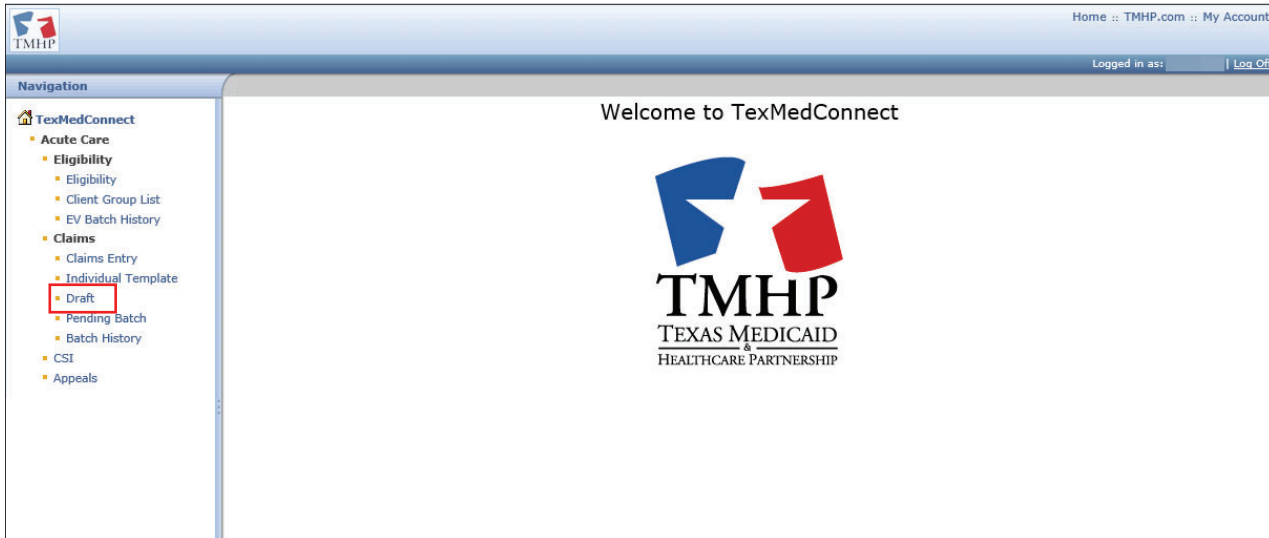 TMHP
Home :: TMHP.com :: My Account
Logged in as: | Log Of
Navigation
TexMedConnect
Acute Care
Eligibility
Eligibility
Client Group List
EV Batch History
Claims
Claims Entry
Individual Template
Draft
Pending Batch
Batch History
CSI
Appeals
Welcome to TexMedConnect
TMHP
TEXAS MEDICAID
&
HEALTHCARE PARTNERSHIP